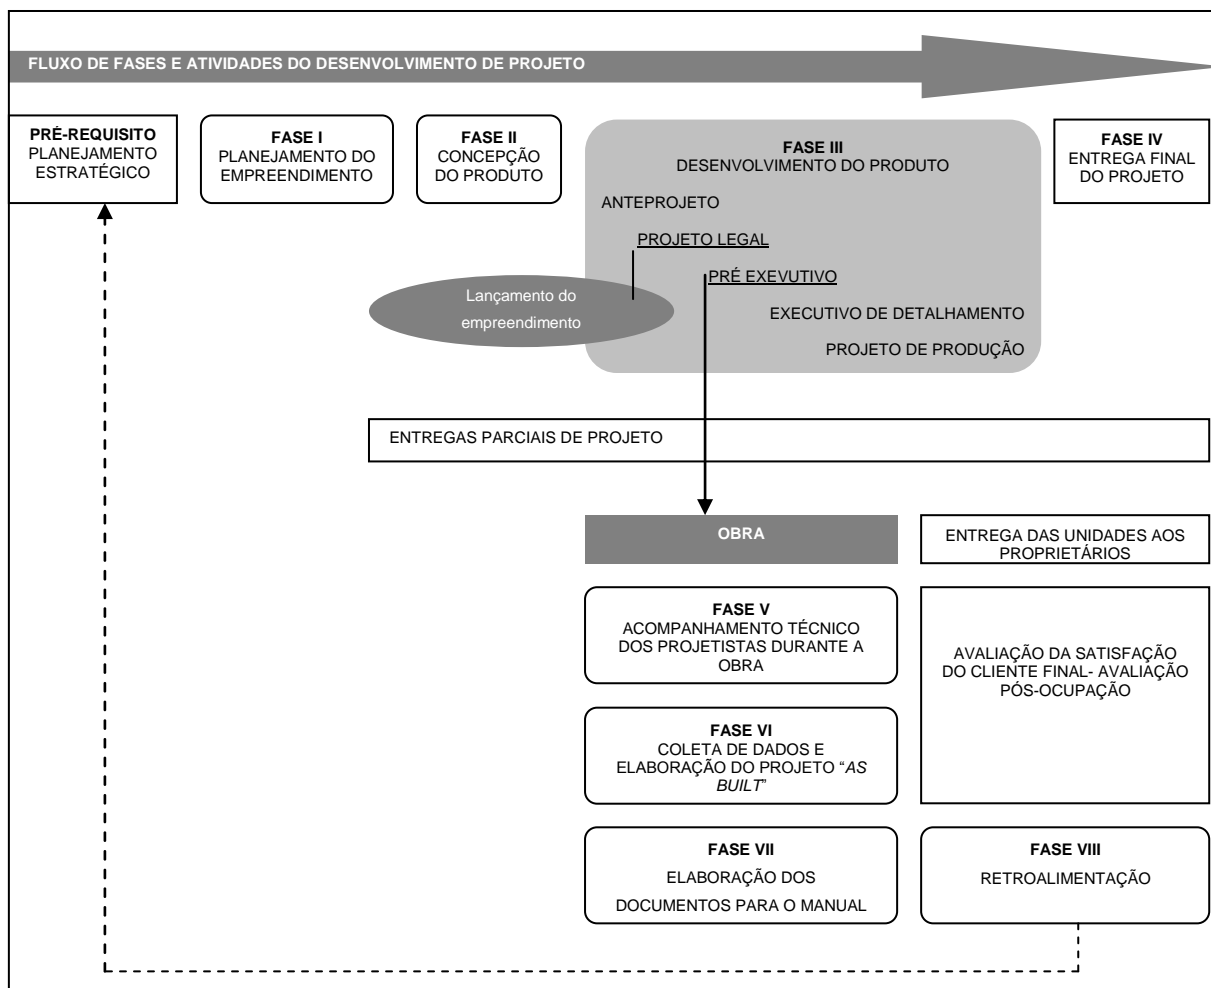 FLUXO DE FASES E ATIVIDADES DO DESENVOLVIMENTO DE PROJETO
PRÉ-REQUISITO
PLANEJAMENTO
ESTRATÉGICO
FASE I
PLANEJAMENTO DO
EMPREENDIMENTO
FASE II
CONCEPÇÃO
DO PRODUTO
FASE III
DESENVOLVIMENTO DO PRODUTO
ANTEPROJETO
PROJETO LEGAL
PRÉ EXEVUTIVO
EXECUTIVO DE DETALHAMENTO
PROJETO DE PRODUÇÃO
FASE IV
ENTREGA FINAL
DO PROJETO
Lançamento do
empreendimento
ENTREGAS PARCIAIS DE PROJETO
OBRA
ENTREGA DAS UNIDADES AOS
PROPRIETÁRIOS
FASE V
ACOMPANHAMENTO TÉCNICO
DOS PROJETISTAS DURANTE A
OBRA
AVALIAÇÃO DA SATISFAÇÃO
DO CLIENTE FINAL- AVALIAÇÃO
PÓS-OCUPAÇÃO
FASE VI
COLETA DE DADOS E
ELABORAÇÃO DO PROJETO “AS
BUILT”
FASE VII
ELABORAÇÃO DOS
DOCUMENTOS PARA O MANUAL
FASE VIII
RETROALIMENTAÇÃO